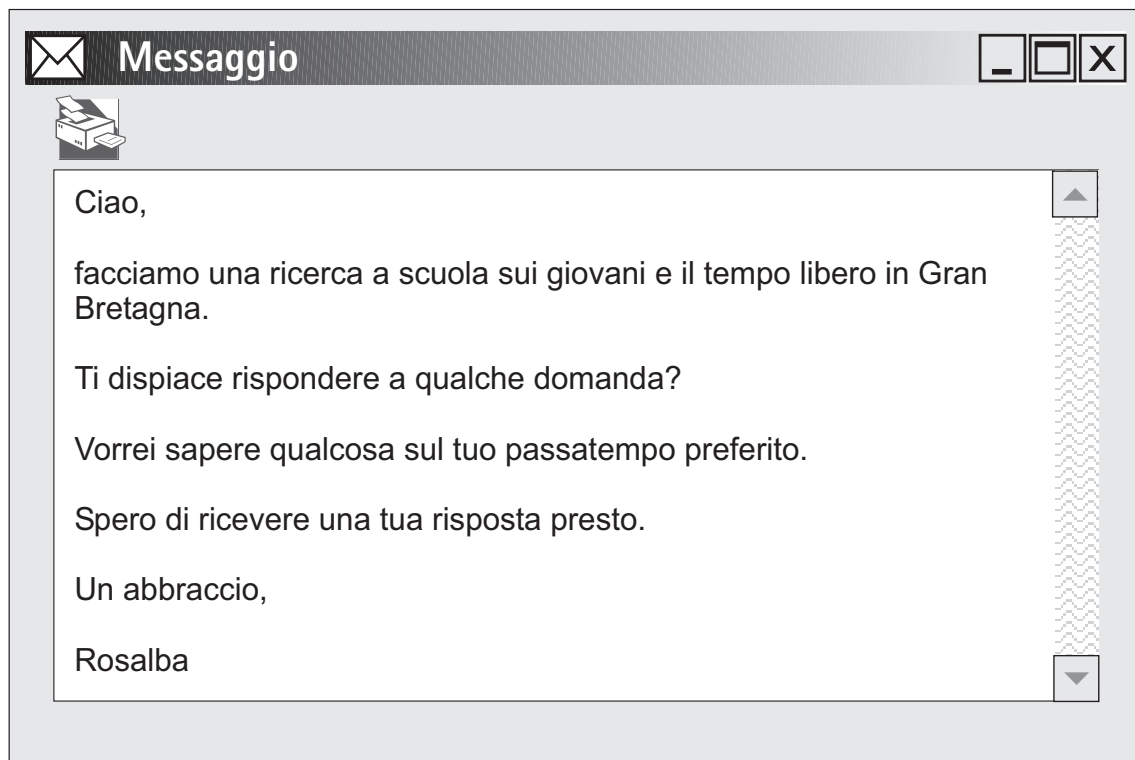 Messaggio
Ciao,
facciamo una ricerca a scuola sui giovani e il tempo libero in Gran
Bretagna.
Ti dispiace rispondere a qualche domanda?
Vorrei sapere qualcosa sul tuo passatempo preferito.
Spero di ricevere una tua risposta presto.
Un abbraccio,
Rosalba